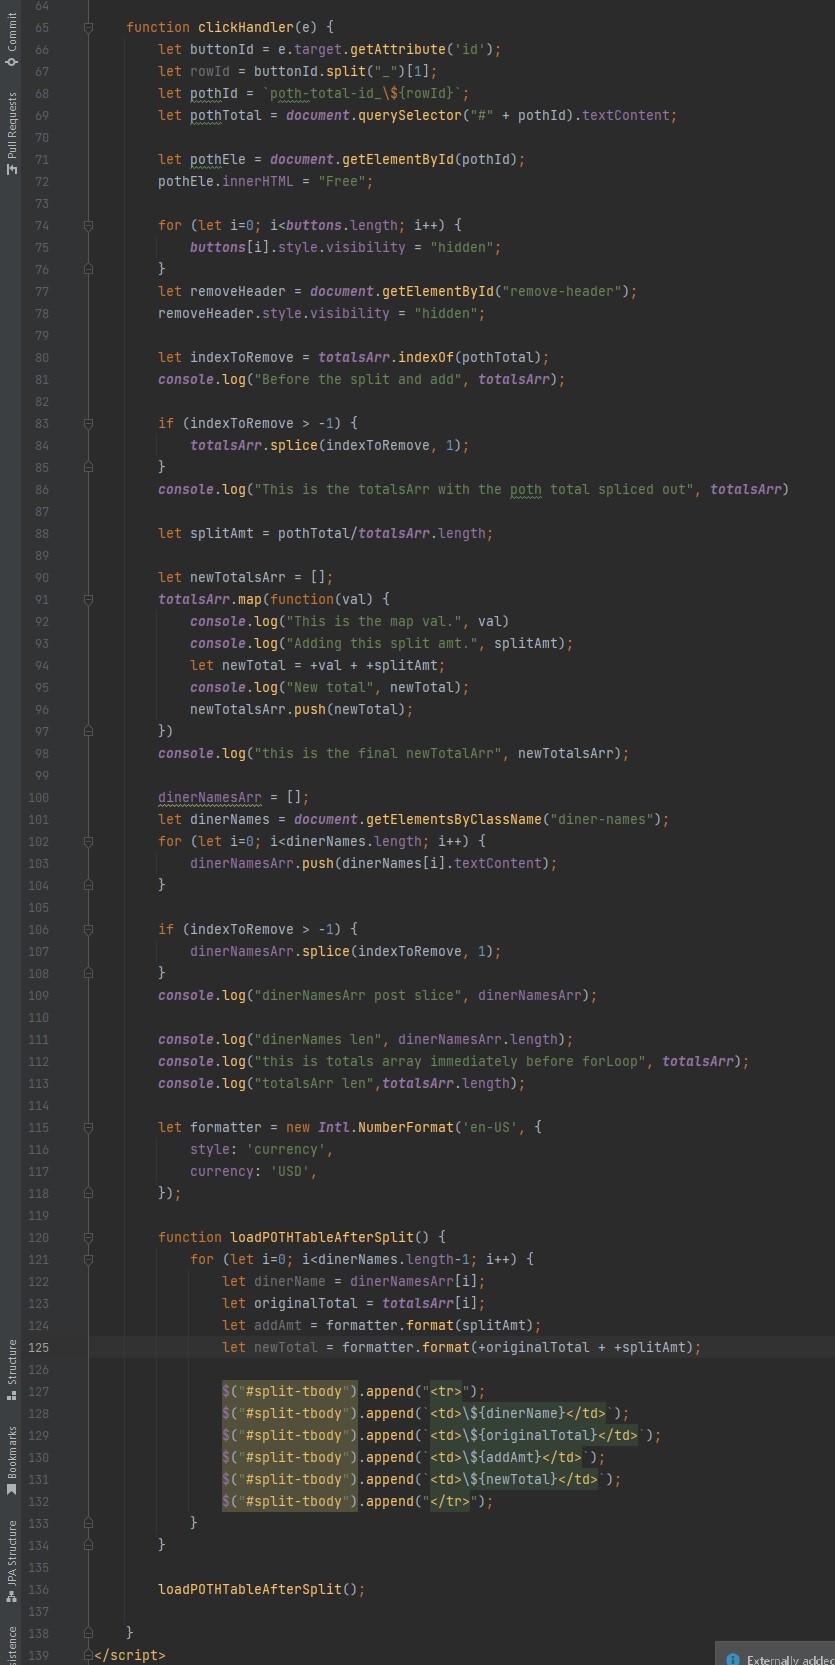 Commit
Pull Requests
Structure
Bookmarks
JPA Structure
sistence
64
65 function clickHandler(e) {
66 let buttonId = e.target.getAttribute('id');
67 let rowId = buttonId.split("_")[1];
68 let pothId = `poth-total-id_\${rowId}`;
69 let pothTotal = document.querySelector("#" + pothId).textContent;
70
71 let pothEle = document.getElementById(pothId);
72 pothEle.innerHTML = "Free";
73
74 for (let i=0; i<buttons.length; i++) {
75 buttons[i].style.visibility = "hidden";
76 }
77 let removeHeader = document.getElementById("remove-header");
78 removeHeader.style.visibility = "hidden";
79
80 let indexToRemove = totalsArr.indexOf(pothTotal);
81 console.log("Before the split and add", totalsArr);
82
83 if (indexToRemove > -1) {
84 totalsArr.splice(indexToRemove, 1);
85 }
86 console.log("This is the totalsArr with the poth total spliced out", totalsArr)
87
88 let splitAmt = pothTotal/totalsArr.length;
89
90 let newTotalsArr = [];
91 totalsArr.map(function(val) {
92 console.log("This is the map val.", val)
93 console.log("Adding this split amt.", splitAmt);
94 let newTotal = +val + +splitAmt;
95 console.log("New total", newTotal);
96 newTotalsArr.push(newTotal);
97 })
98 console.log("this is the final newTotalArr", newTotalsArr);
99
100 dinerNamesArr = [];
101 let dinerNames = document.getElementsByClassName("diner-names");
102 for (let i=0; i<dinerNames.length; i++) {
103 dinerNamesArr.push(dinerNames[i].textContent);
104 }
105
106 if (indexToRemove > -1) {
107 dinerNamesArr.splice(indexToRemove, 1);
108 }
109 console.log("dinerNamesArr post slice", dinerNamesArr);
110
111 console.log("dinerNames len", dinerNamesArr.length);
112 console.log("this is totals array immediately before forLoop", totalsArr);
113 console.log("totalsArr len",totalsArr.length);
114
115 let formatter = new Intl.NumberFormat('en-US', {
116 style: 'currency',
117 currency: 'USD',
118 });
119
120 function loadPOTHTableAfterSplit() {
121 for (let i=0; i<dinerNames.length-1; i++) {
122 let dinerName = dinerNamesArr[i];
123 let originalTotal = totalsArr[i];
124 let addAmt = formatter.format(splitAmt);
125 let newTotal = formatter.format(+originalTotal + +splitAmt);
126
127 $("#split-tbody").append("<tr>");
128 $("#split-tbody").append(`<td>\${dinerName}</td>`);
129 $("#split-tbody").append(`<td>\${originalTotal}</td>`);
130 $("#split-tbody").append(`<td>\${addAmt}</td>`);
131 $("#split-tbody").append(`<td>\${newTotal}</td>`);
132 $("#split-tbody").append("</tr>");
133 }
134 }
135
136 loadPOTHTableAfterSplit();
137
138 }
139 </script>
Externally added